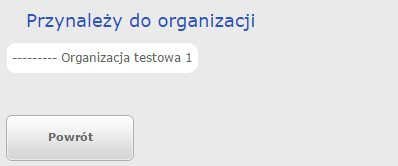 Przynależy do organizacji
--------- Organizacja testowa 1
Powrót